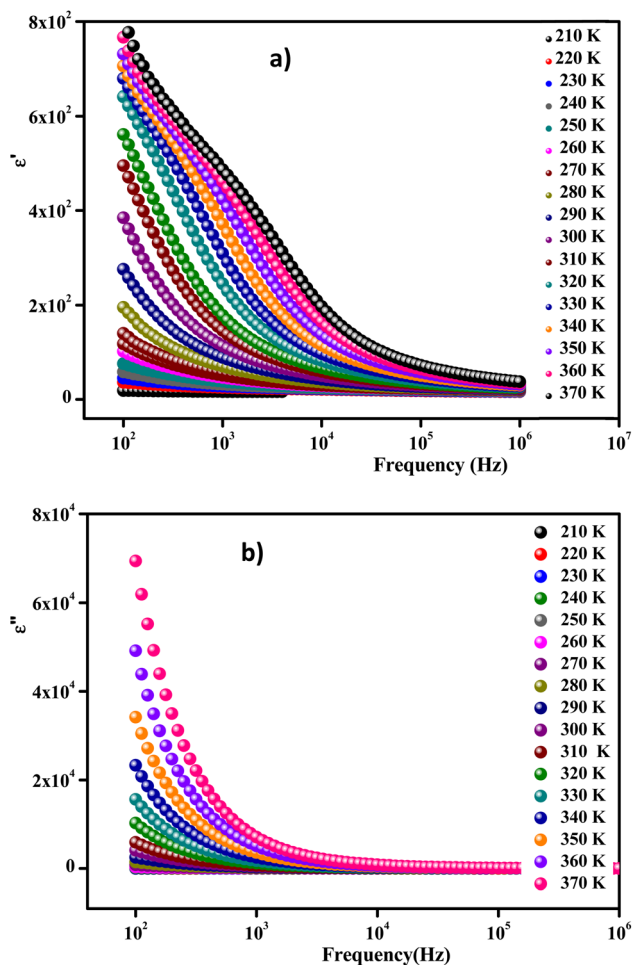 8x10²
a)
210 K
220 K
230 K
6x10²
240 K
250 K
260 K
270 K
ε'
4x10²
280 K
290 K
300 K
310 K
2x10²
320 K
330 K
340 K
350 K
0
360 K
370 K
10² 10³ 10⁴ 10⁵ 10⁶ 10⁷
Frequency (Hz)
8x10⁴
b)
210 K
220 K
230 K
6x10⁴
240 K
250 K
260 K
270 K
ε"
4x10⁴
280 K
290 K
300 K
310 K
2x10⁴
320 K
330 K
340 K
350 K
0
360 K
370 K
10² 10³ 10⁴ 10⁵ 10⁶
Frequency(Hz)